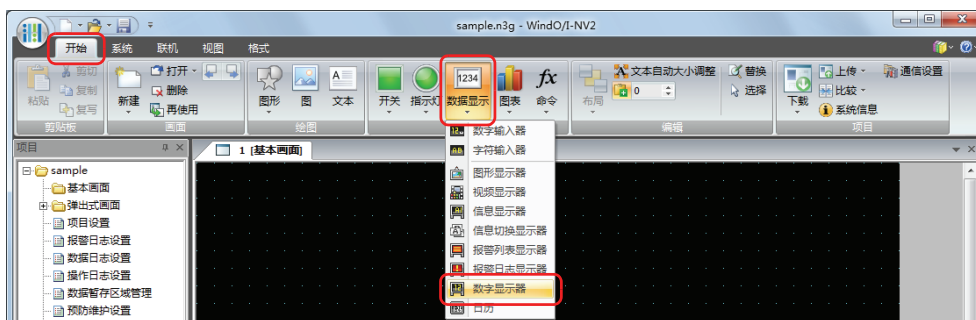 sample.n3g - WindO/I-NV2
开始 系统 联机 视图 格式
剪切 打开 文本自动大小调整 替换 上传 通信设置
1234
A
粘贴 复制 新建 删除 图形 图 文本 开关 指示灯 数据显示 图表 fx 命令 布局 0 选择 下载 比较
复写 再使用 系统信息
剪贴板 画面 绘图 编辑 项目
项目 1 [基本画面]
sample
基本画面
弹出式画面
项目设置
报警日志设置
数据日志设置
操作日志设置
数据暂存区域管理
预防维护设置
数字输入器
字符输入器
图形显示器
视频显示器
信息显示器
信息切换显示器
报警列表显示器
报警日志显示器
数字显示器
日历